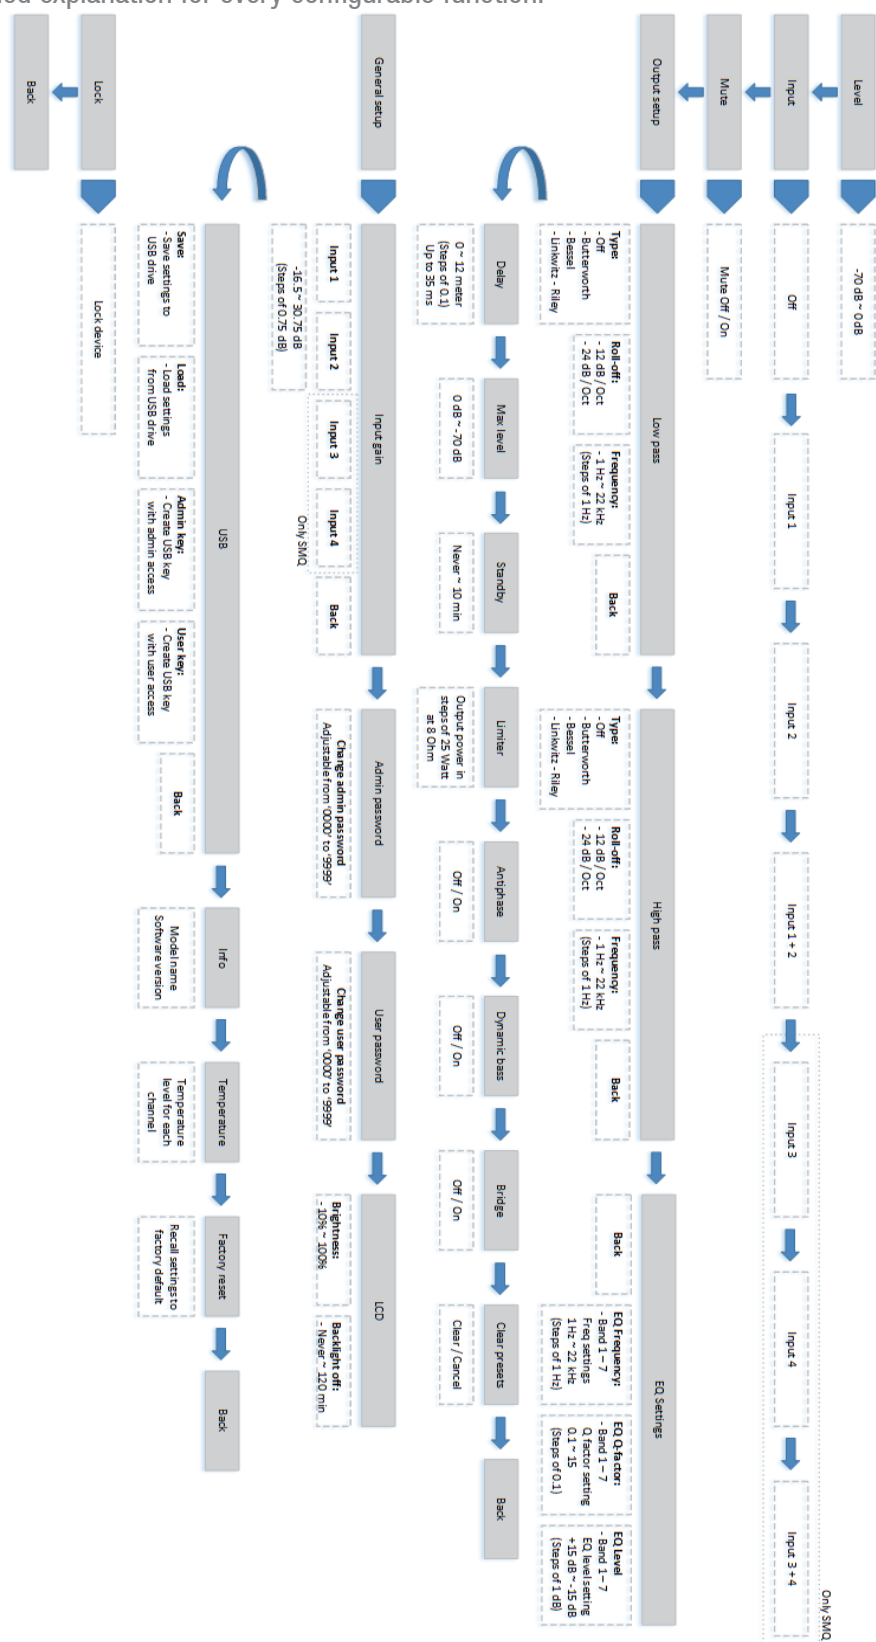 ed explanation for every configurable function.
Level
-70 dB ~ 0dB
Input
Off
Input 1
Input 2
Input 1 + 2
Input 3
Input 4
Input 3 + 4
Only SMQ
Mute
Mute Off / On
Output setup
Low pass
Type:
- Off
- Butterworth
- Bessel
- Linkwitz - Riley
Roll-off:
- 12 dB / Oct
- 24 dB / Oct
Frequency:
- 1 Hz ~ 22 kHz
(Steps of 1 Hz)
Back
High pass
Type:
- Off
- Butterworth
- Bessel
- Linkwitz - Riley
Roll-off:
- 12 dB / Oct
- 24 dB / Oct
Frequency:
- 1 Hz ~ 22 kHz
(Steps of 1 Hz)
Back
EQ Settings
Back
EQ Frequency:
- Band 1 – 7
Freq settings
1 Hz ~ 22 kHz
(Steps of 1 Hz)
EQ Q-factor:
- Band 1 – 7
Q factor setting
0.1 ~ 15
(Steps of 0.1)
EQ Level
- Band 1 – 7
EQ level setting
+15 dB ~ -15 dB
(Steps of 1 dB)
Delay
0 ~ 12 meter
(Steps of 0.1)
Up to 35 ms
Max level
0 dB ~ -70 dB
Standby
Never ~ 10 min
Limiter
Output power in
steps of 25 Watt
at 8 Ohm
Antiphase
Off / On
Dynamic bass
Off / On
Bridge
Off / On
Clear presets
Clear / Cancel
Back
General setup
Input gain
Input 1
Input 2
Input 3
Input 4
Back
-16.5 ~ 30.75 dB
(Steps of 0.75 dB)
Only SMQ
Admin password
Change admin password
Adjustable from '0000' to '9999'
User password
Change user password
Adjustable from '0000' to '9999'
LCD
Brightness:
- 10% ~ 100%
Backlight off:
- Never ~ 120 min
USB
Save:
- Save settings to
USB drive
Load:
- Load settings
from USB drive
Admin key:
- Create USB key
with admin access
User key:
- Create USB key
with user access
Back
Info
Model name
Software version
Temperature
Temperature
level for each
channel
Factory reset
Recall settings to
factory default
Back
Lock
Lock device
Back